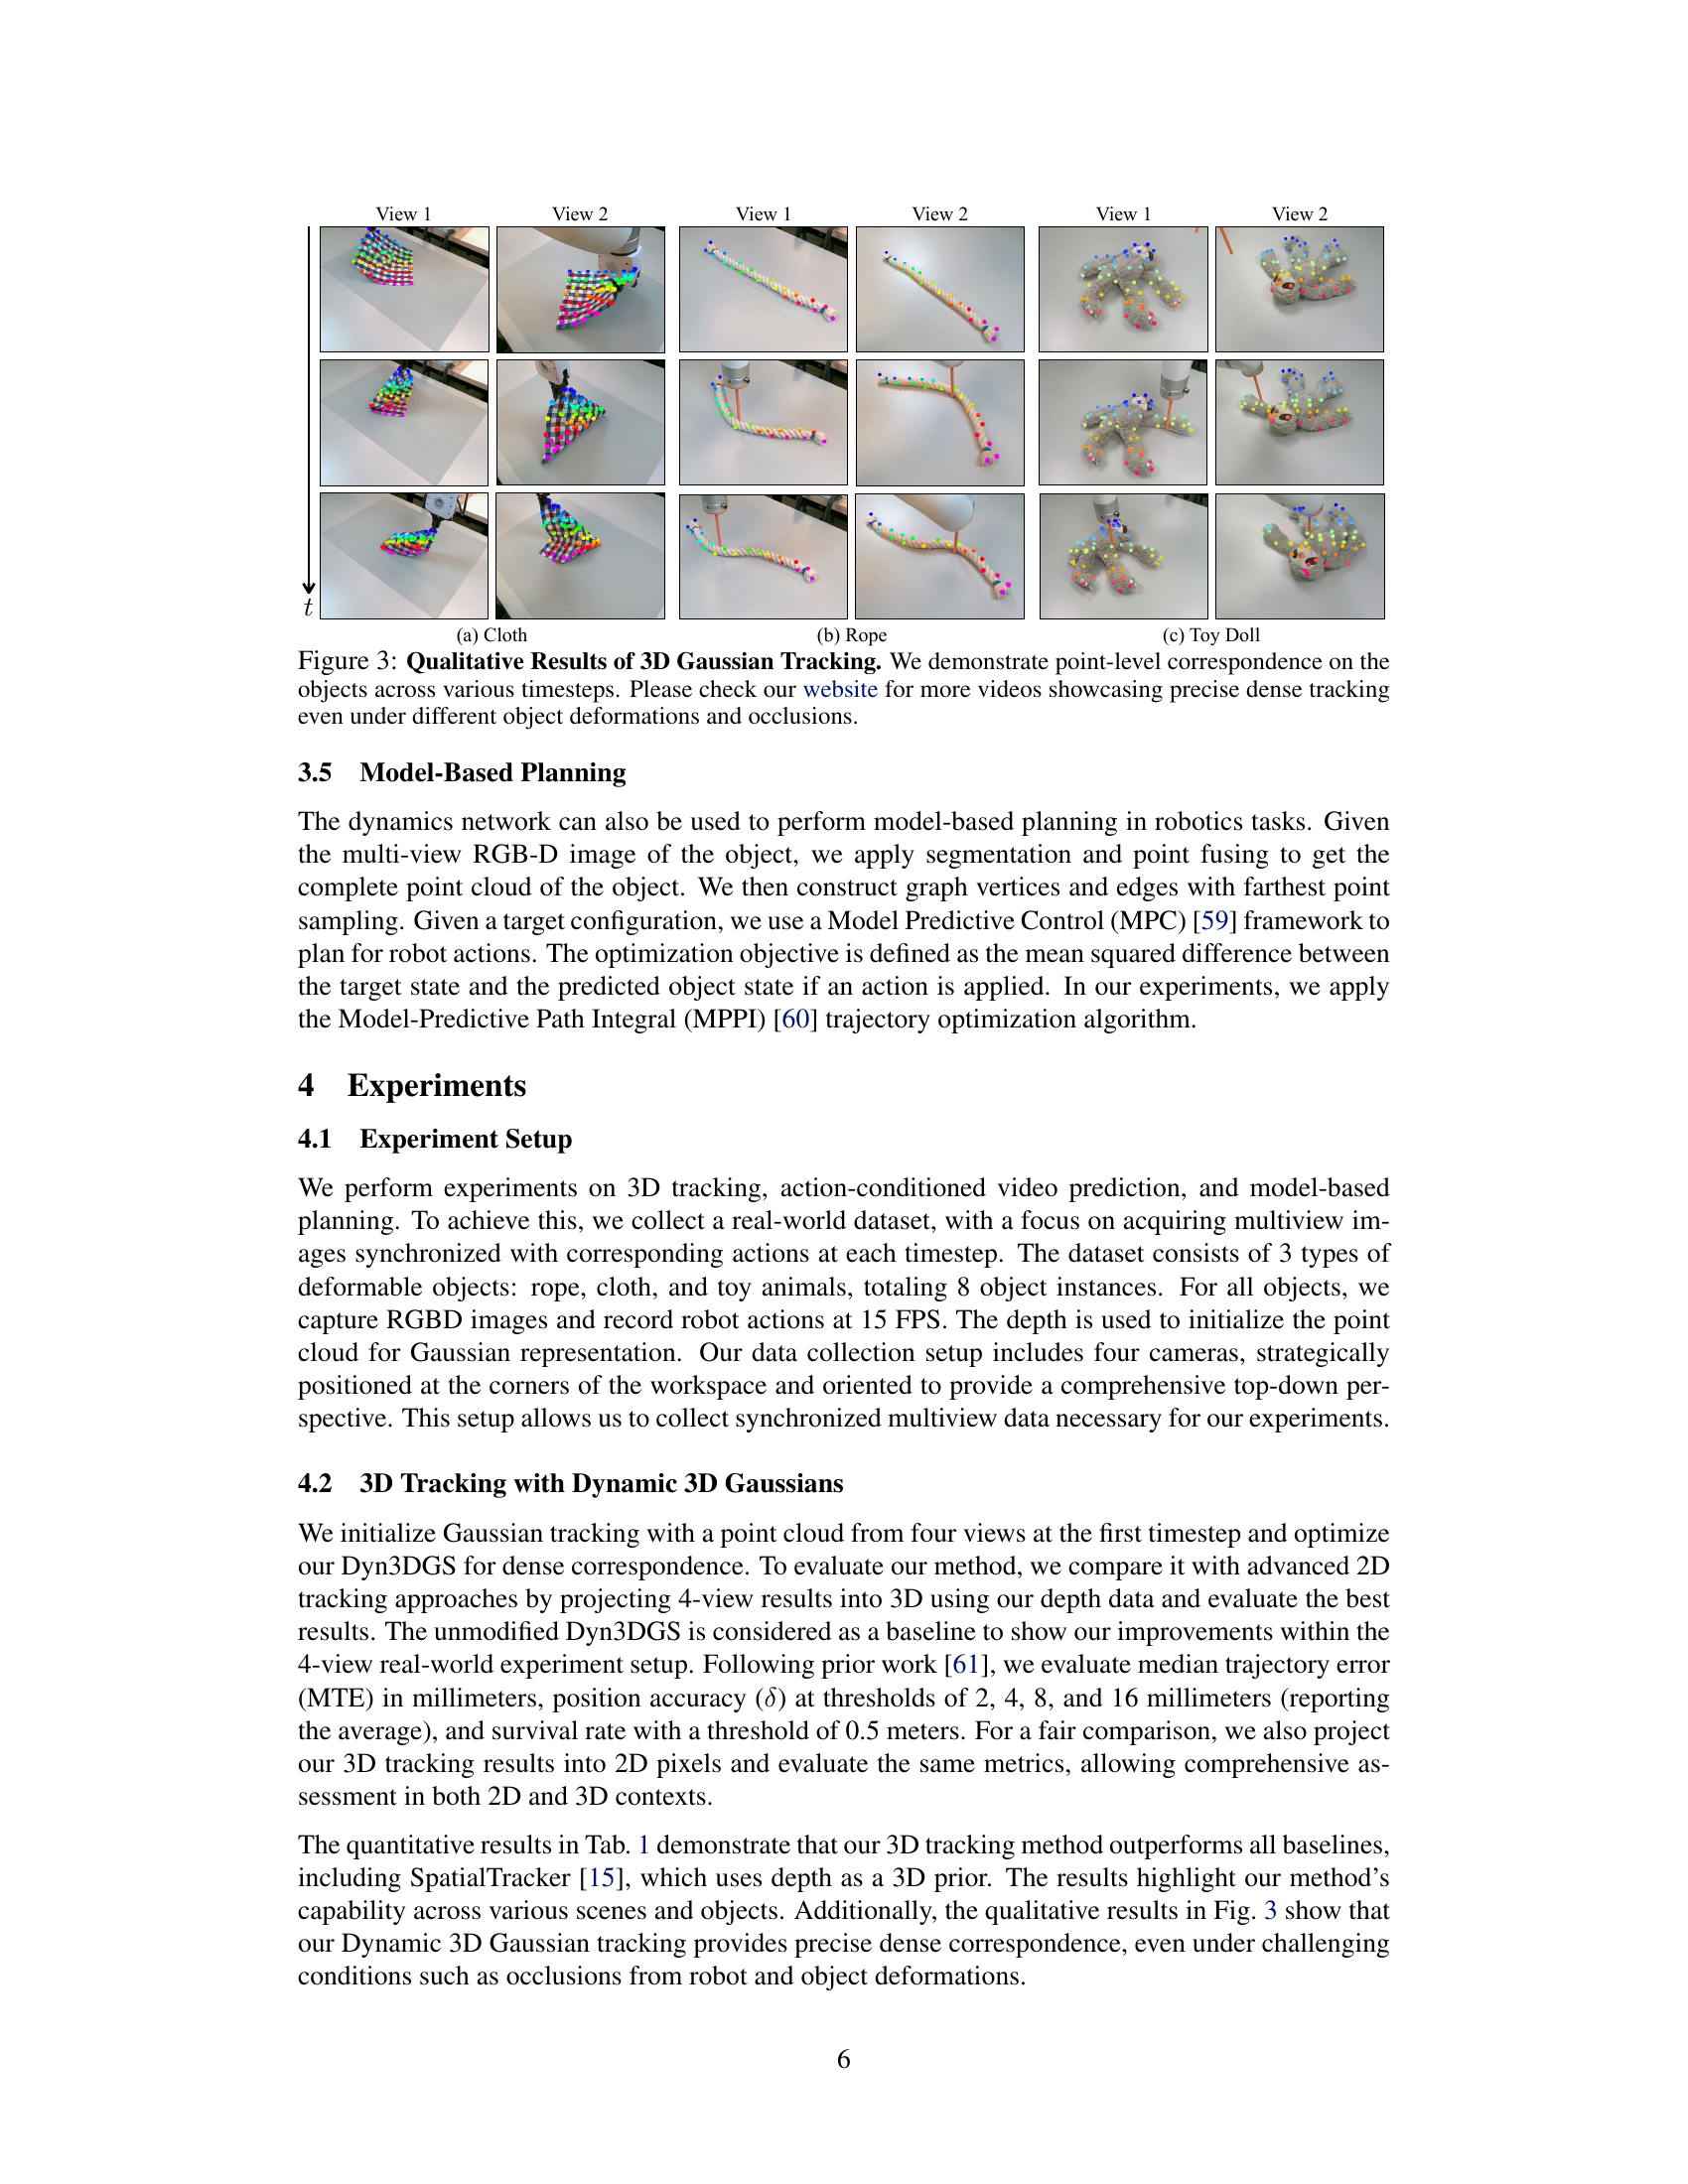 View 1 View 2 View 1 View 2 View 1 View 2
t
(a) Cloth (b) Rope (c) Toy Doll
Figure 3: Qualitative Results of 3D Gaussian Tracking. We demonstrate point-level correspondence on the
objects across various timesteps. Please check our website for more videos showcasing precise dense tracking
even under different object deformations and occlusions.
3.5 Model-Based Planning
The dynamics network can also be used to perform model-based planning in robotics tasks. Given
the multi-view RGB-D image of the object, we apply segmentation and point fusing to get the
complete point cloud of the object. We then construct graph vertices and edges with farthest point
sampling. Given a target configuration, we use a Model Predictive Control (MPC) [59] framework to
plan for robot actions. The optimization objective is defined as the mean squared difference between
the target state and the predicted object state if an action is applied. In our experiments, we apply
the Model-Predictive Path Integral (MPPI) [60] trajectory optimization algorithm.
4 Experiments
4.1 Experiment Setup
We perform experiments on 3D tracking, action-conditioned video prediction, and model-based
planning. To achieve this, we collect a real-world dataset, with a focus on acquiring multiview im-
ages synchronized with corresponding actions at each timestep. The dataset consists of 3 types of
deformable objects: rope, cloth, and toy animals, totaling 8 object instances. For all objects, we
capture RGBD images and record robot actions at 15 FPS. The depth is used to initialize the point
cloud for Gaussian representation. Our data collection setup includes four cameras, strategically
positioned at the corners of the workspace and oriented to provide a comprehensive top-down per-
spective. This setup allows us to collect synchronized multiview data necessary for our experiments.
4.2 3D Tracking with Dynamic 3D Gaussians
We initialize Gaussian tracking with a point cloud from four views at the first timestep and optimize
our Dyn3DGS for dense correspondence. To evaluate our method, we compare it with advanced 2D
tracking approaches by projecting 4-view results into 3D using our depth data and evaluate the best
results. The unmodified Dyn3DGS is considered as a baseline to show our improvements within the
4-view real-world experiment setup. Following prior work [61], we evaluate median trajectory error
(MTE) in millimeters, position accuracy (δ) at thresholds of 2, 4, 8, and 16 millimeters (reporting
the average), and survival rate with a threshold of 0.5 meters. For a fair comparison, we also project
our 3D tracking results into 2D pixels and evaluate the same metrics, allowing comprehensive as-
sessment in both 2D and 3D contexts.
The quantitative results in Tab. 1 demonstrate that our 3D tracking method outperforms all baselines,
including SpatialTracker [15], which uses depth as a 3D prior. The results highlight our method's
capability across various scenes and objects. Additionally, the qualitative results in Fig. 3 show that
our Dynamic 3D Gaussian tracking provides precise dense correspondence, even under challenging
conditions such as occlusions from robot and object deformations.
6